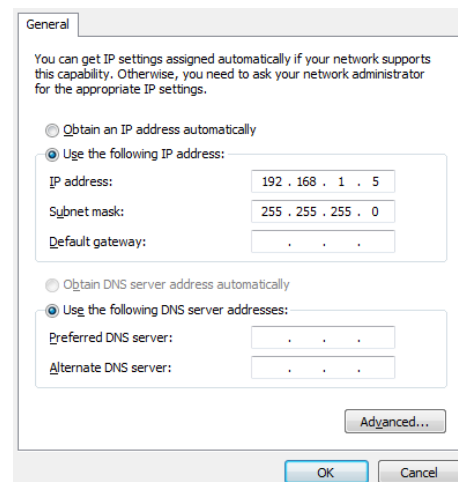 General
You can get IP settings assigned automatically if your network supports
this capability. Otherwise, you need to ask your network administrator
for the appropriate IP settings.
Obtain an IP address automatically
Use the following IP address:
IP address: 192 . 168 . 1 . 5
Subnet mask: 255 . 255 . 255 . 0
Default gateway: . . .
Obtain DNS server address automatically
Use the following DNS server addresses:
Preferred DNS server: . . .
Alternate DNS server: . . .
Advanced...
OK Cancel